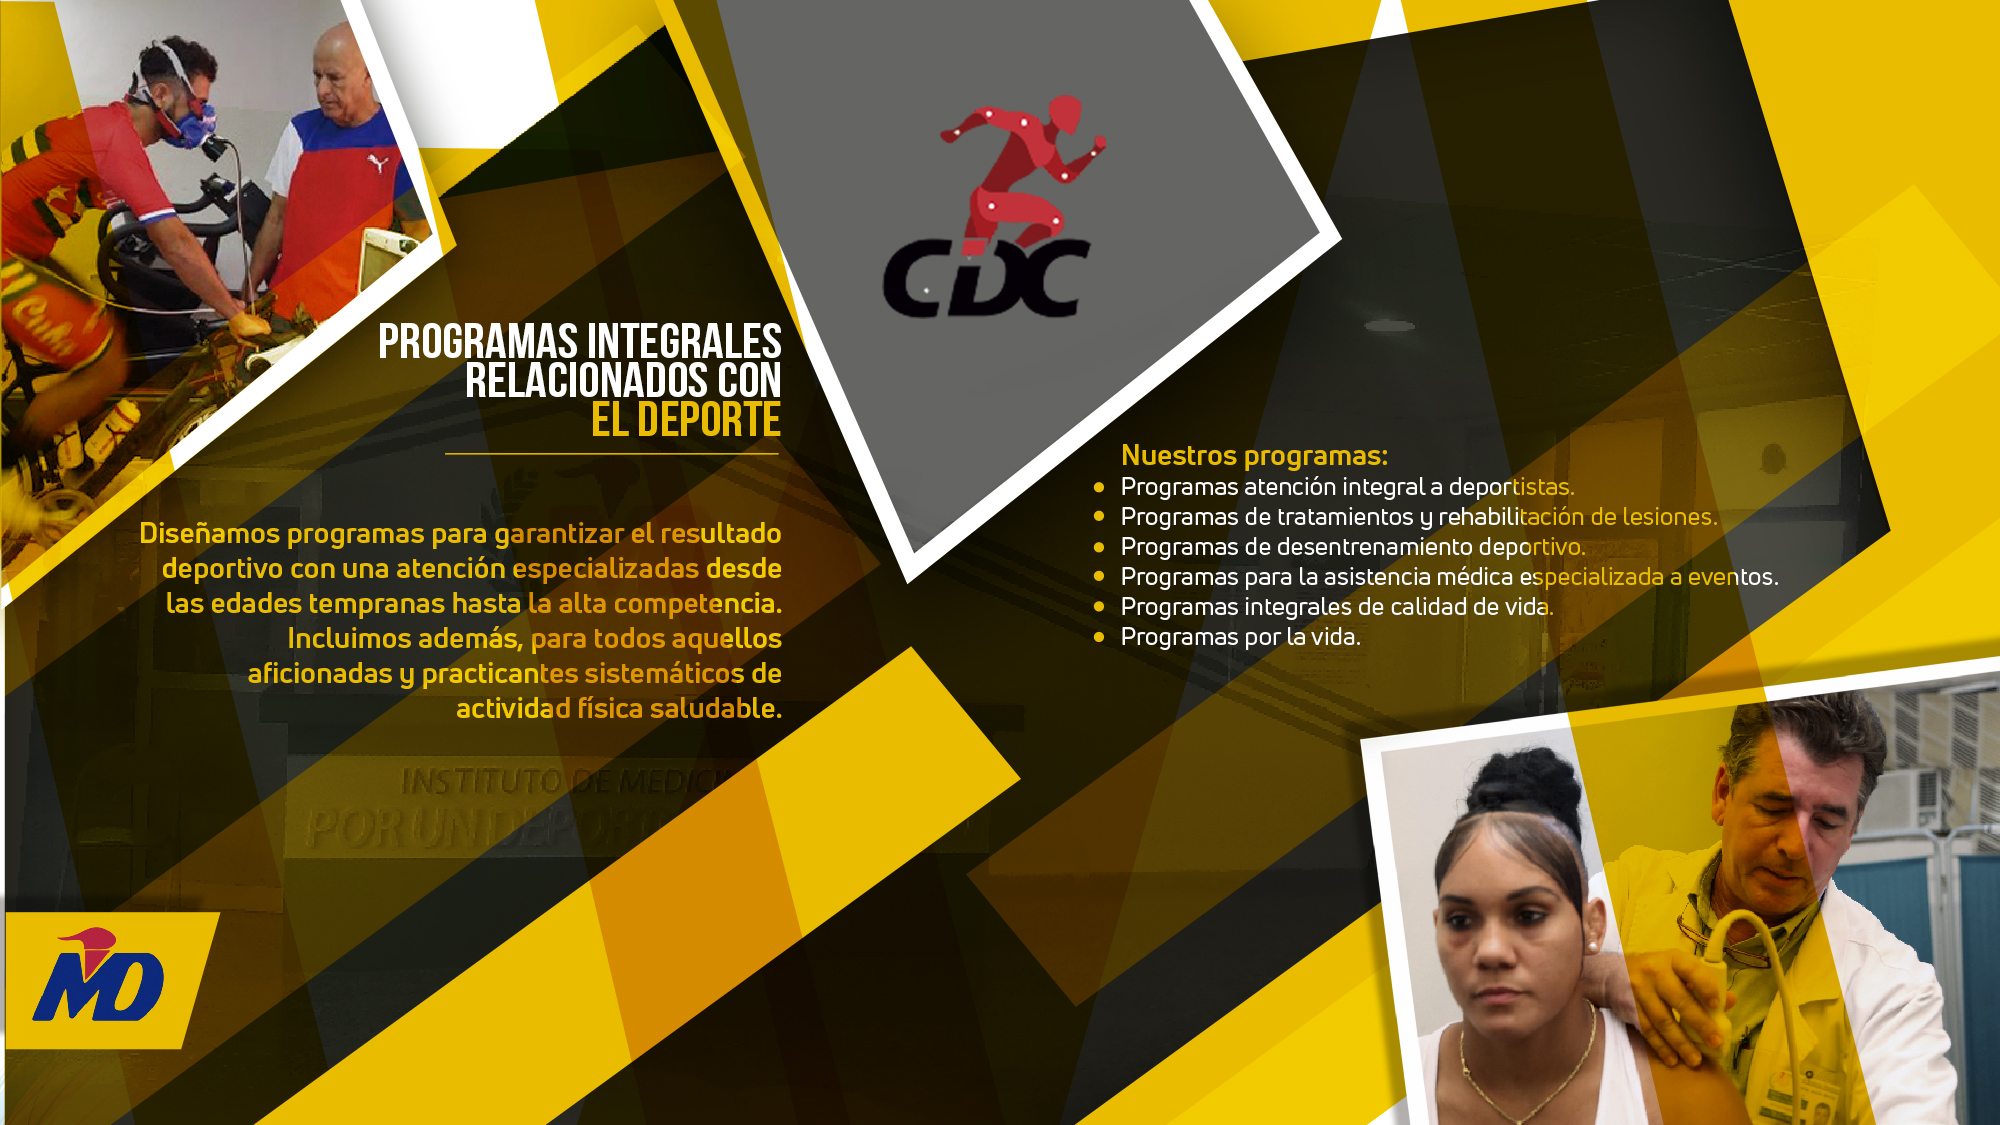 CDC
PROGRAMAS INTEGRALES
RELACIONADOS CON
EL DEPORTE
Diseñamos programas para garantizar el resultado
deportivo con una atención especializadas desde
las edades tempranas hasta la alta competencia.
Incluimos además, para todos aquellos
aficionadas y practicantes sistemáticos de
actividad física saludable.
Nuestros programas:
Programas atención integral a deportistas.
Programas de tratamientos y rehabilitación de lesiones.
Programas de desentrenamiento deportivo.
Programas para la asistencia médica especializada a eventos.
Programas integrales de calidad de vida.
Programas por la vida.
INSTITUTO DE
POR UN
MD